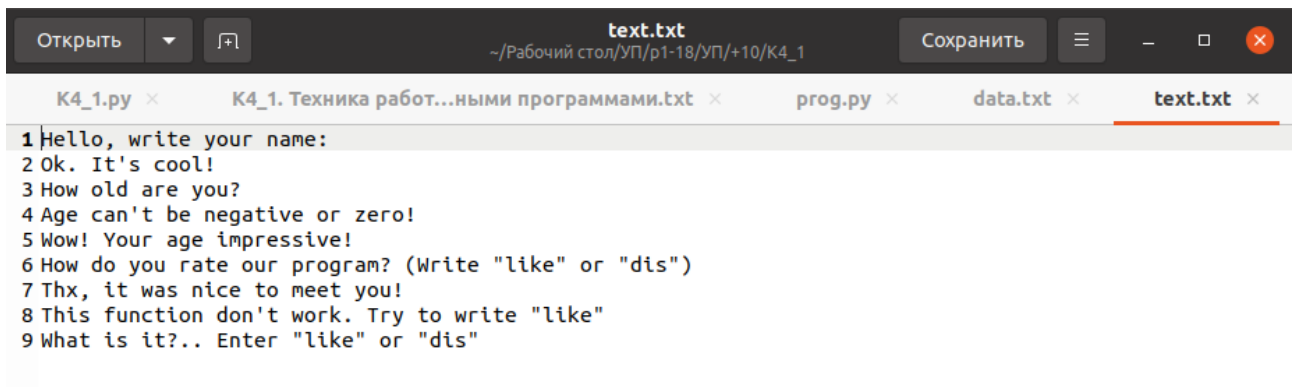 Открыть
text.txt
~/Рабочий стол/УП/р1-18/УП/+10/К4_1
Сохранить
K4_1.py × К4_1. Техника работ...ными программами.txt × prog.py × data.txt × text.txt ×
1 Hello, write your name:
2 Ok. It's cool!
3 How old are you?
4 Age can't be negative or zero!
5 Wow! Your age impressive!
6 How do you rate our program? (Write "like" or "dis")
7 Thx, it was nice to meet you!
8 This function don't work. Try to write "like"
9 What is it?.. Enter "like" or "dis"